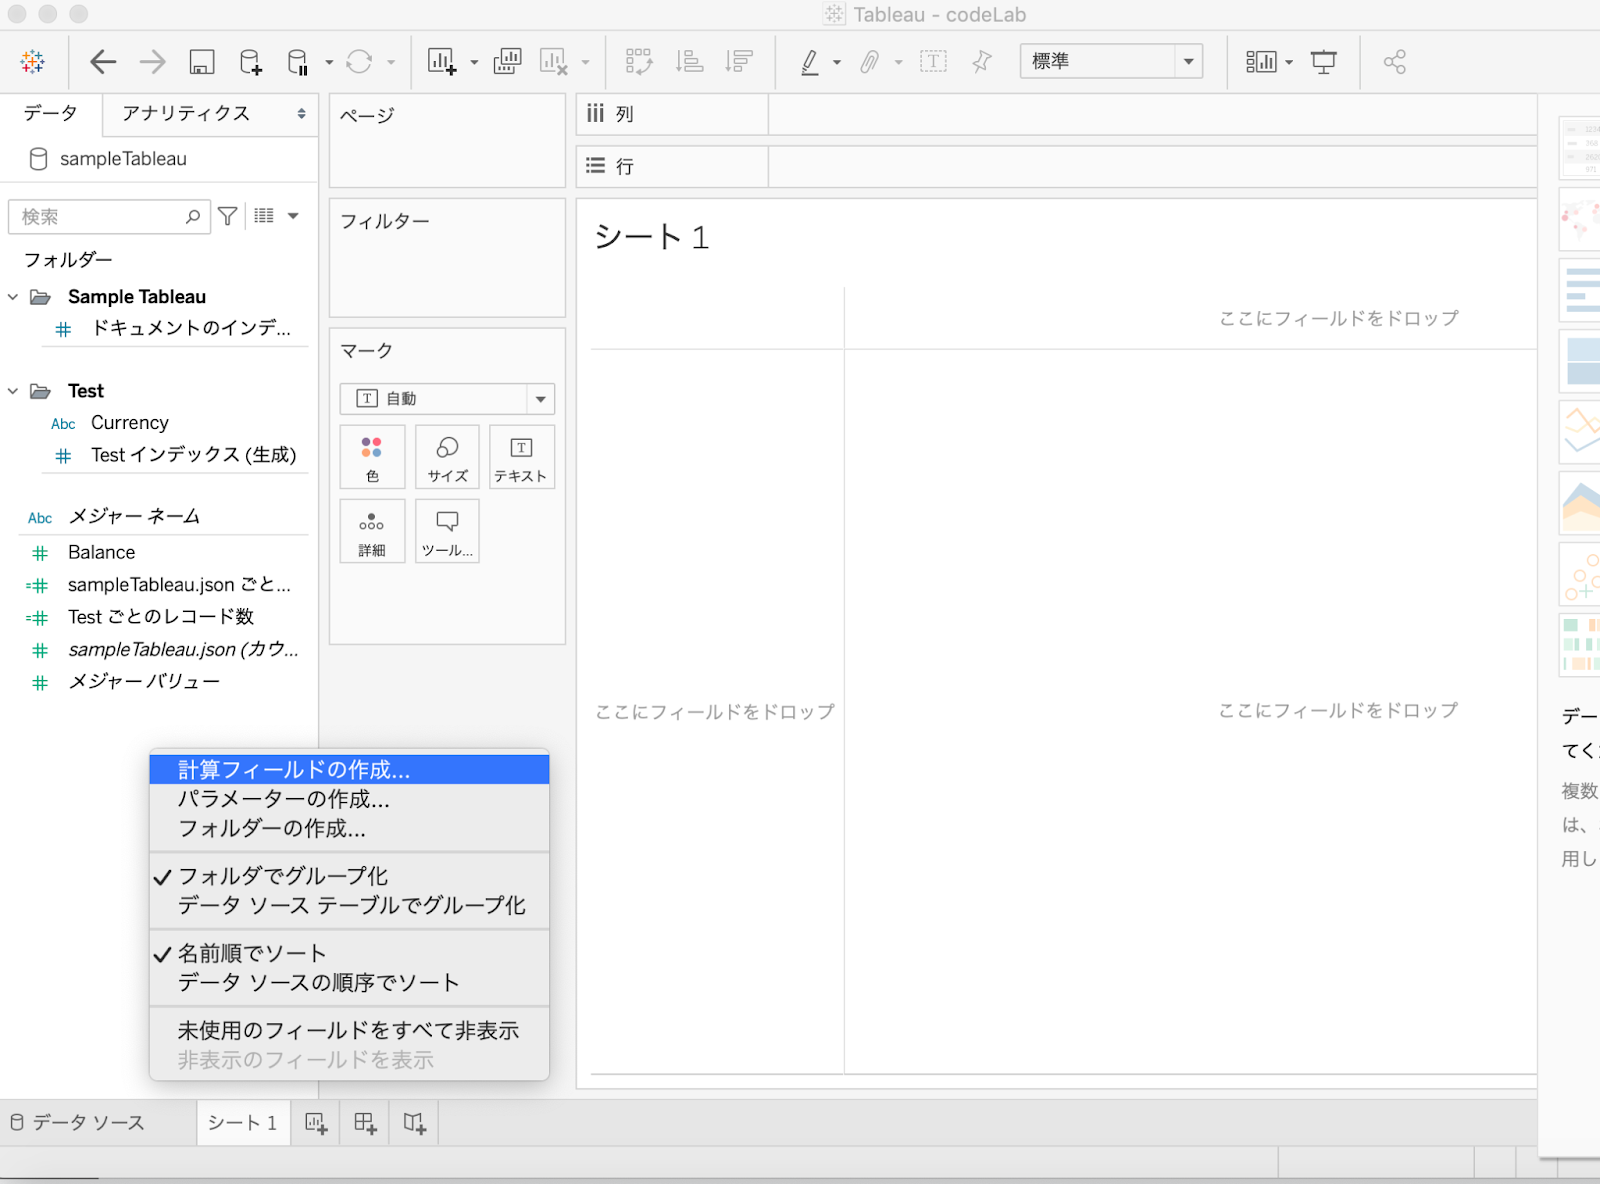 Tableau - codeLab
標準
データ
アナリティクス
sampleTableau
検索
フォルダー
Sample Tableau
ドキュメントのインデ...
Test
Abc Currency
Test インデックス (生成)
Abc メジャー ネーム
Balance
sampleTableau.json ごと...
Test ごとのレコード数
sampleTableau.json (カウ...
メジャー バリュー
ページ
フィルター
マーク
自動
色
サイズ
テキスト
詳細
ツール...
列
行
シート 1
ここにフィールドをドロップ
ここにフィールドをドロップ
ここにフィールドをドロップ
計算フィールドの作成...
パラメーターの作成...
フォルダーの作成...
フォルダでグループ化
データ ソース テーブルでグループ化
名前順でソート
データ ソースの順序でソート
未使用のフィールドをすべて非表示
非表示のフィールドを表示
デー
てく
複数
は、
用し
データ ソース
シート 1